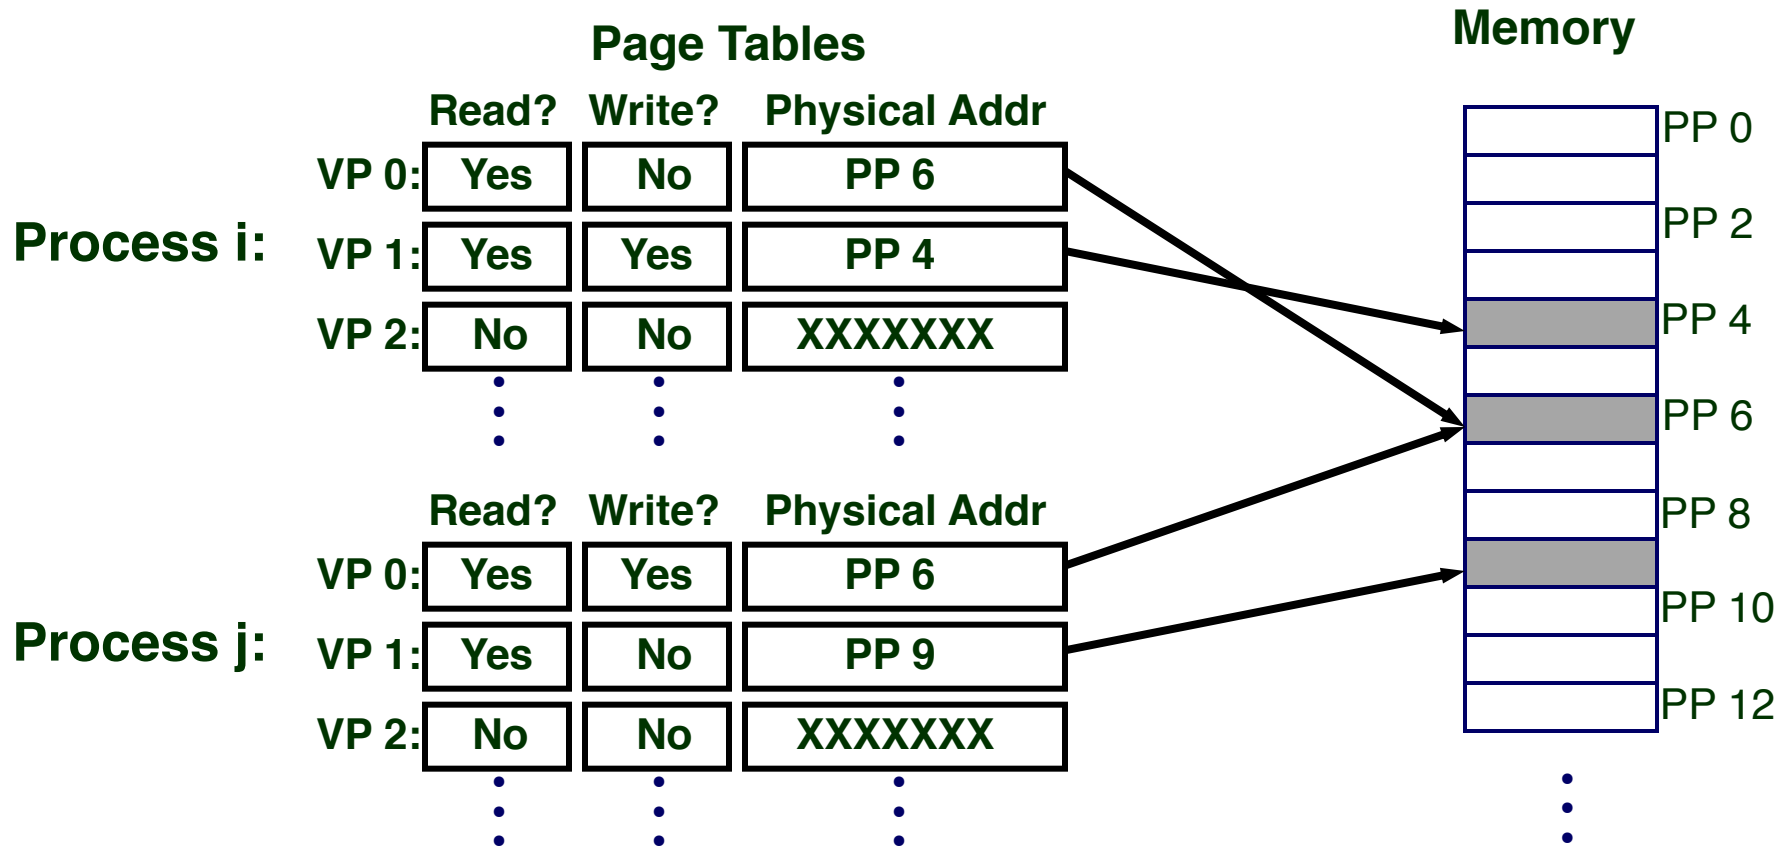 Page Tables
Memory
Read? Write? Physical Addr
VP 0: Yes No PP 6
Process i: VP 1: Yes Yes PP 4
VP 2: No No XXXXXXX
Read? Write? Physical Addr
VP 0: Yes Yes PP 6
Process j: VP 1: Yes No PP 9
VP 2: No No XXXXXXX
PP 0
PP 2
PP 4
PP 6
PP 8
PP 10
PP 12